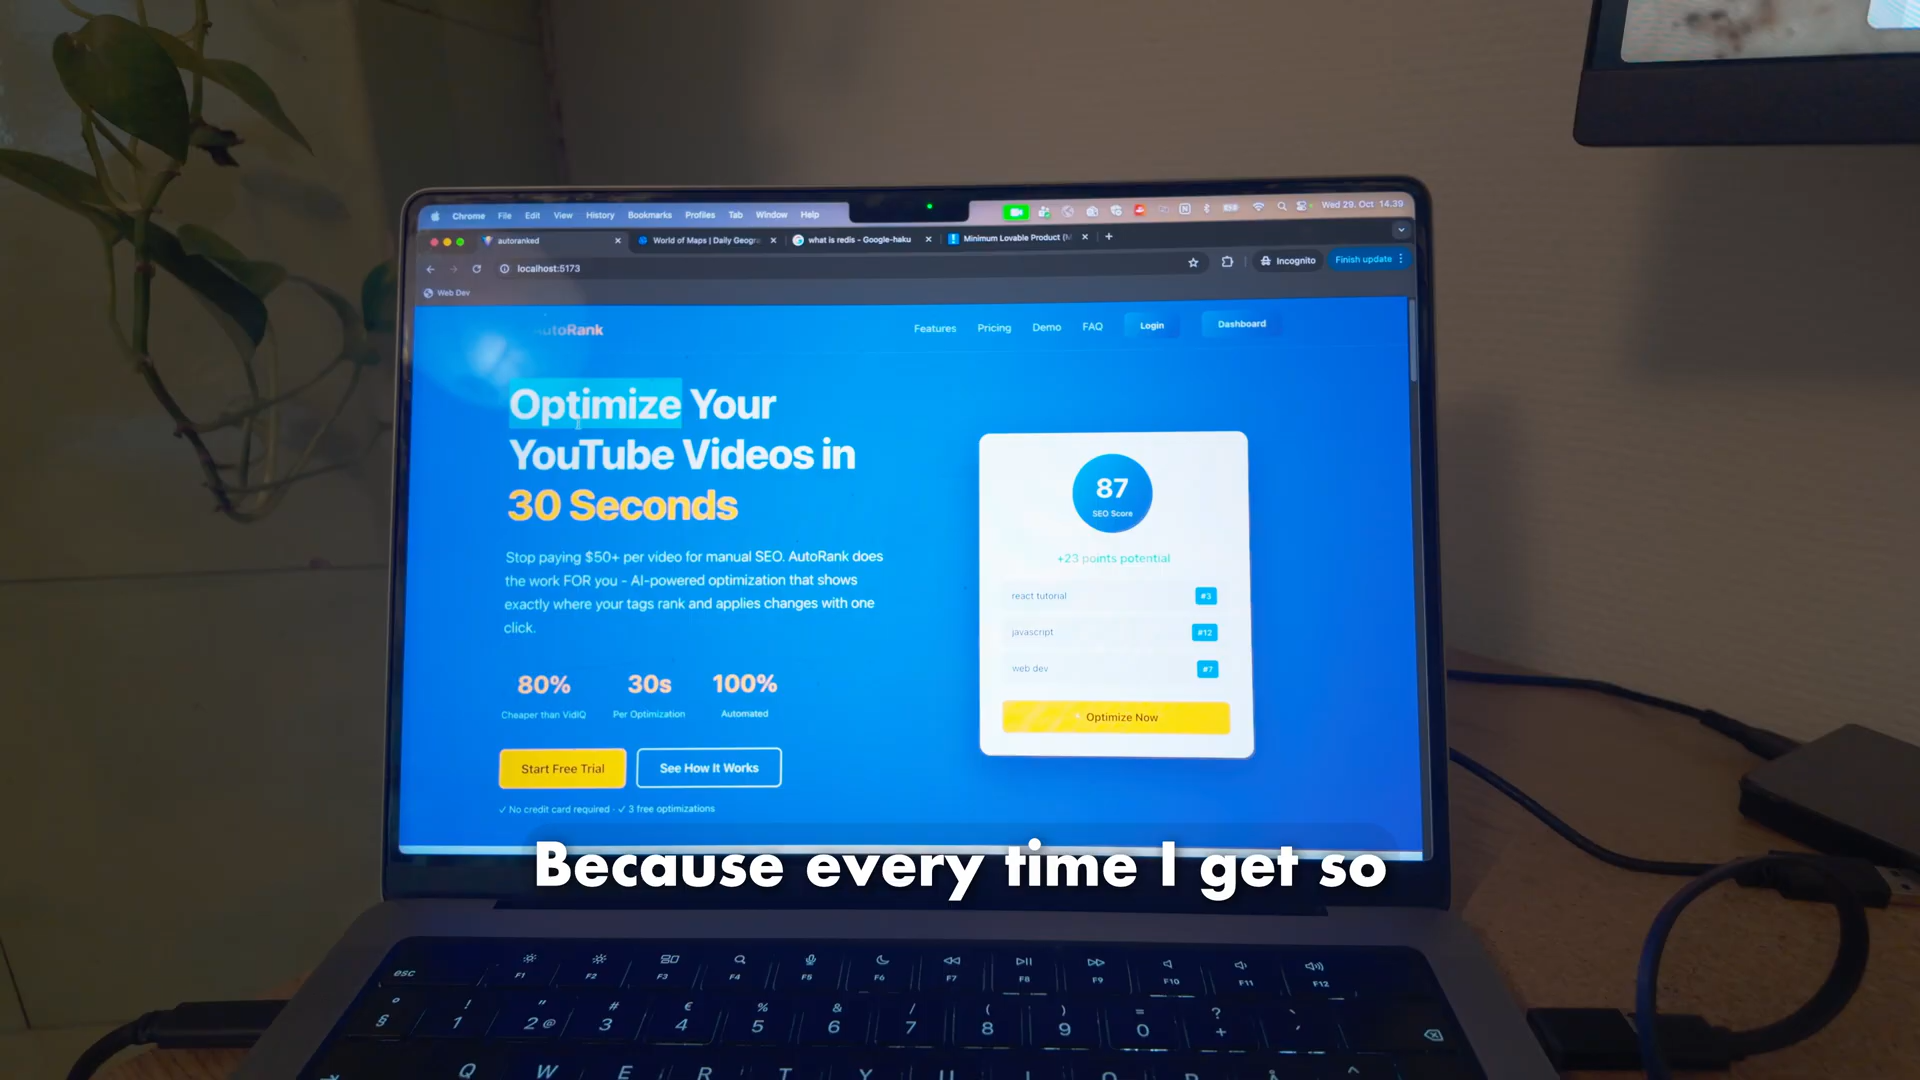 Chrome File Edit View History Bookmarks Profiles Tab Window Help
Wed 29. Oct 14.39
autoranked
World of Maps | Daily Geogra
what is redis - Google-haku
Minimum Lovable Product (M
localhost:5173
Incognito
Finish update
Web Dev
AutoRank
Features Pricing Demo FAQ Login Dashboard
Optimize Your
YouTube Videos in
30 Seconds
Stop paying $50+ per video for manual SEO. AutoRank does
the work FOR you - AI-powered optimization that shows
exactly where your tags rank and applies changes with one
click.
80% 30s 100%
Cheaper than VidIQ Per Optimization Automated
Start Free Trial See How It Works
✓ No credit card required · ✓ 3 free optimizations
87
SEO Score
+23 points potential
react tutorial #3
javascript #12
web dev #7
Optimize Now
Because every time I get so
esc F1 F2 F3 F4 F5 F6 F7 F8 F9 F10 F11 F12
° ! " # € % & / ( ) = ? `
§ 1 2 @ 3 4 5 6 7 8 9 0 + ´
Q W E R T Y U I O P Å ^